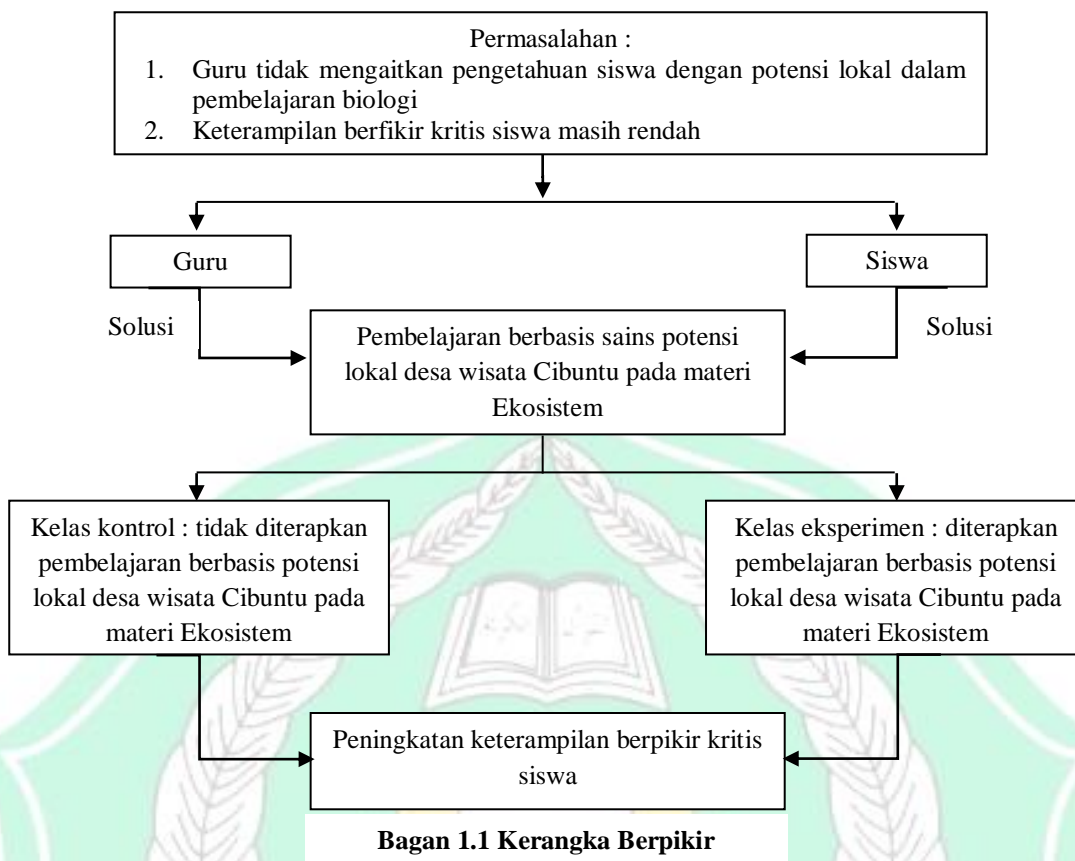 Permasalahan :
1. Guru tidak mengaitkan pengetahuan siswa dengan potensi lokal dalam
pembelajaran biologi
2. Keterampilan berfikir kritis siswa masih rendah
Guru
Siswa
Solusi
Solusi
Pembelajaran berbasis sains potensi
lokal desa wisata Cibuntu pada materi
Ekosistem
Kelas kontrol : tidak diterapkan
pembelajaran berbasis potensi
lokal desa wisata Cibuntu pada
materi Ekosistem
Kelas eksperimen : diterapkan
pembelajaran berbasis potensi
lokal desa wisata Cibuntu pada
materi Ekosistem
Peningkatan keterampilan berpikir kritis
siswa
Bagan 1.1 Kerangka Berpikir